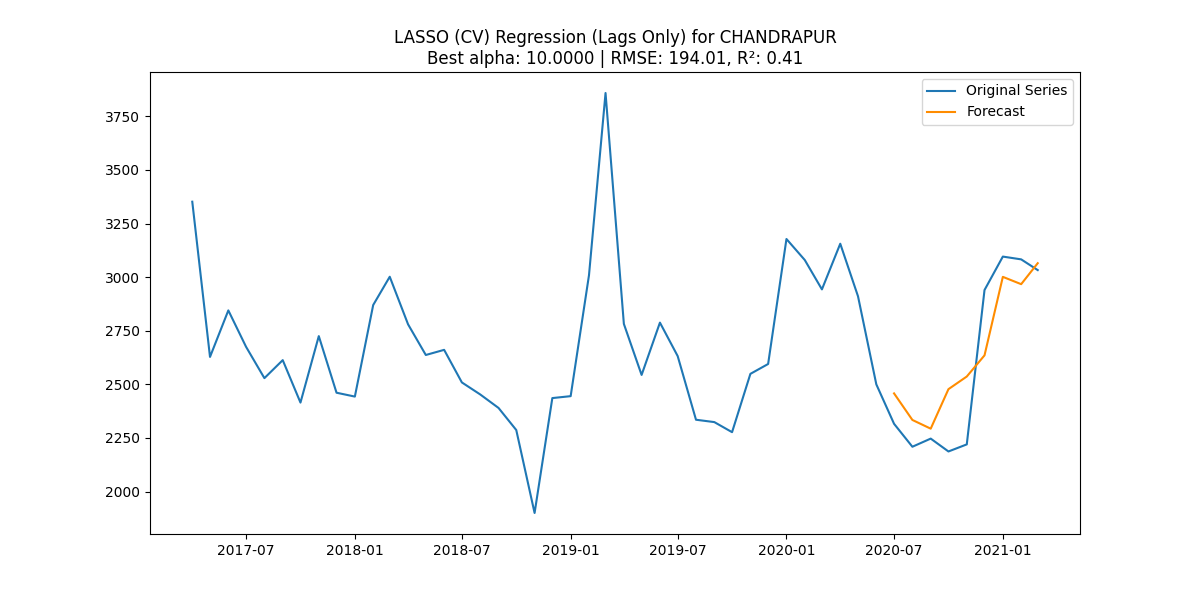 LASSO (CV) Regression (Lags Only) for CHANDRAPUR
Best alpha: 10.0000 | RMSE: 194.01, R²: 0.41
Original Series
Forecast
3750
3500
3250
3000
2750
2500
2250
2000
2017-07 2018-01 2018-07 2019-01 2019-07 2020-01 2020-07 2021-01